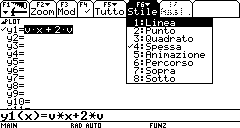 F1 F2 Zoom F3 Mod F4 ✓ F5 Tutto F6 Stile
▲PLOT
✓y1=v·x+2·v
y2=
y3=
y4=
y5=
y6=
y7=
y8=
y9=
y10=
1:Linea
2:Punto
3:Quadrato
4↓Spessa
5:Animazione
6:Percorso
7:Sopra
8:Sotto
y1(x)=v*x+2*v
MAIN RAD AUTO FUNZ